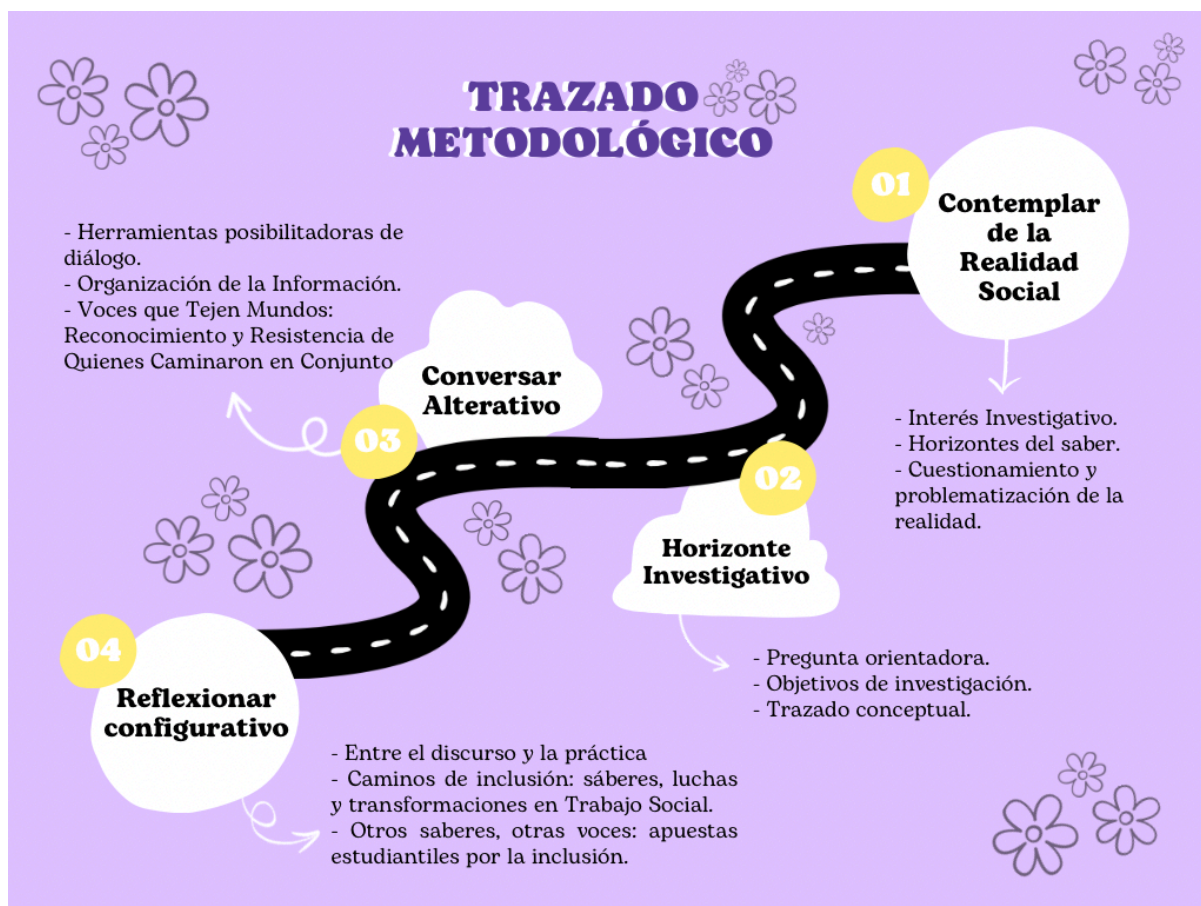 TRAZADO
METODOLÓGICO
01
Contemplar
de la
Realidad
Social
- Interés Investigativo.
- Horizontes del saber.
- Cuestionamiento y
problematización de la
realidad.
02
Horizonte
Investigativo
- Pregunta orientadora.
- Objetivos de investigación.
- Trazado conceptual.
03
Conversar
Alterativo
- Herramientas posibilitadoras de
diálogo.
- Organización de la Información.
- Voces que Tejen Mundos:
Reconocimiento y Resistencia de
Quienes Caminaron en Conjunto
04
Reflexionar
configurativo
- Entre el discurso y la práctica
- Caminos de inclusión: sáberes, luchas
y transformaciones en Trabajo Social.
- Otros saberes, otras voces: apuestas
estudiantiles por la inclusión.